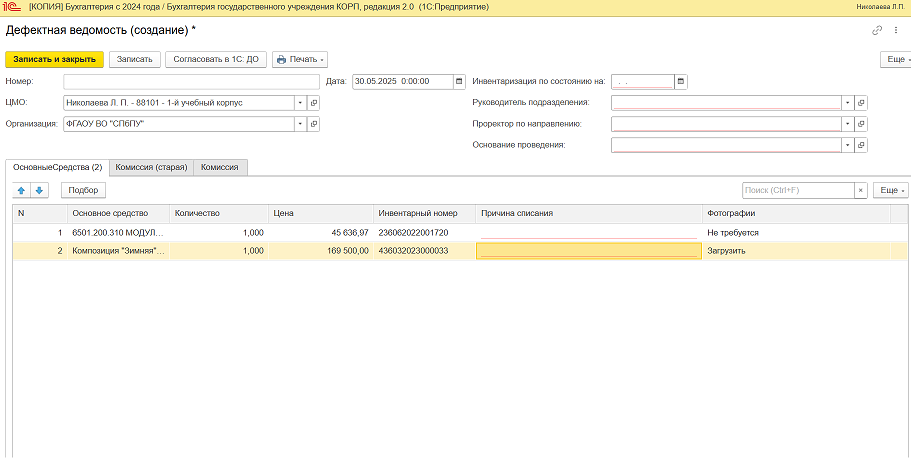 1С [КОПИЯ] Бухгалтерия с 2024 года / Бухгалтерия государственного учреждения КОРП, редакция 2.0 (1С:Предприятие) Николаева Л.П.
Дефектная ведомость (создание) *
Записать и закрыть Записать Согласовать в 1С: ДО Печать Еще
Номер: Дата: 30.05.2025 0:00:00 Инвентаризация по состоянию на: . .
ЦМО: Николаева Л. П. - 88101 - 1-й учебный корпус Руководитель подразделения:
Организация: ФГАОУ ВО "СПбПУ" Проректор по направлению:
Основание проведения:
ОсновныеСредства (2) Комиссия (старая) Комиссия
Подбор Поиск (Ctrl+F) × Еще
N Основное средство Количество Цена Инвентарный номер Причина списания Фотографии
1 6501.200.310 МОДУЛ... 1,000 45 636,97 236062022001720 Не требуется
2 Композиция "Зимняя"... 1,000 169 500,00 436032023000033 Загрузить